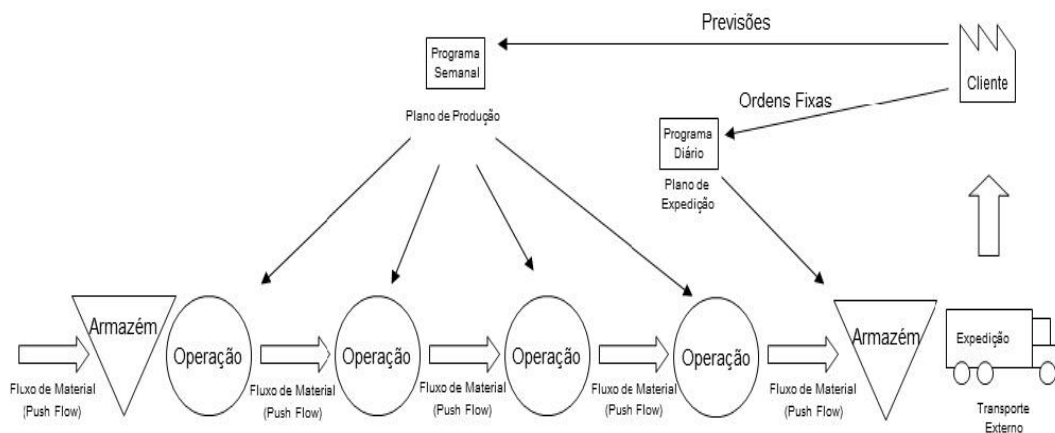 Previsões
Programa
Semanal
Cliente
Plano de Produção
Ordens Fixas
Programa
Diário
Plano de
Expedição
Armazém
Operação
Operação
Operação
Operação
Armazém
Expedição
Fluxo de Material
(Push Flow)
Fluxo de Material
(Push Flow)
Fluxo de Material
(Push Flow)
Fluxo de Material
(Push Flow)
Fluxo de Material
(Push Flow)
Transporte
Externo